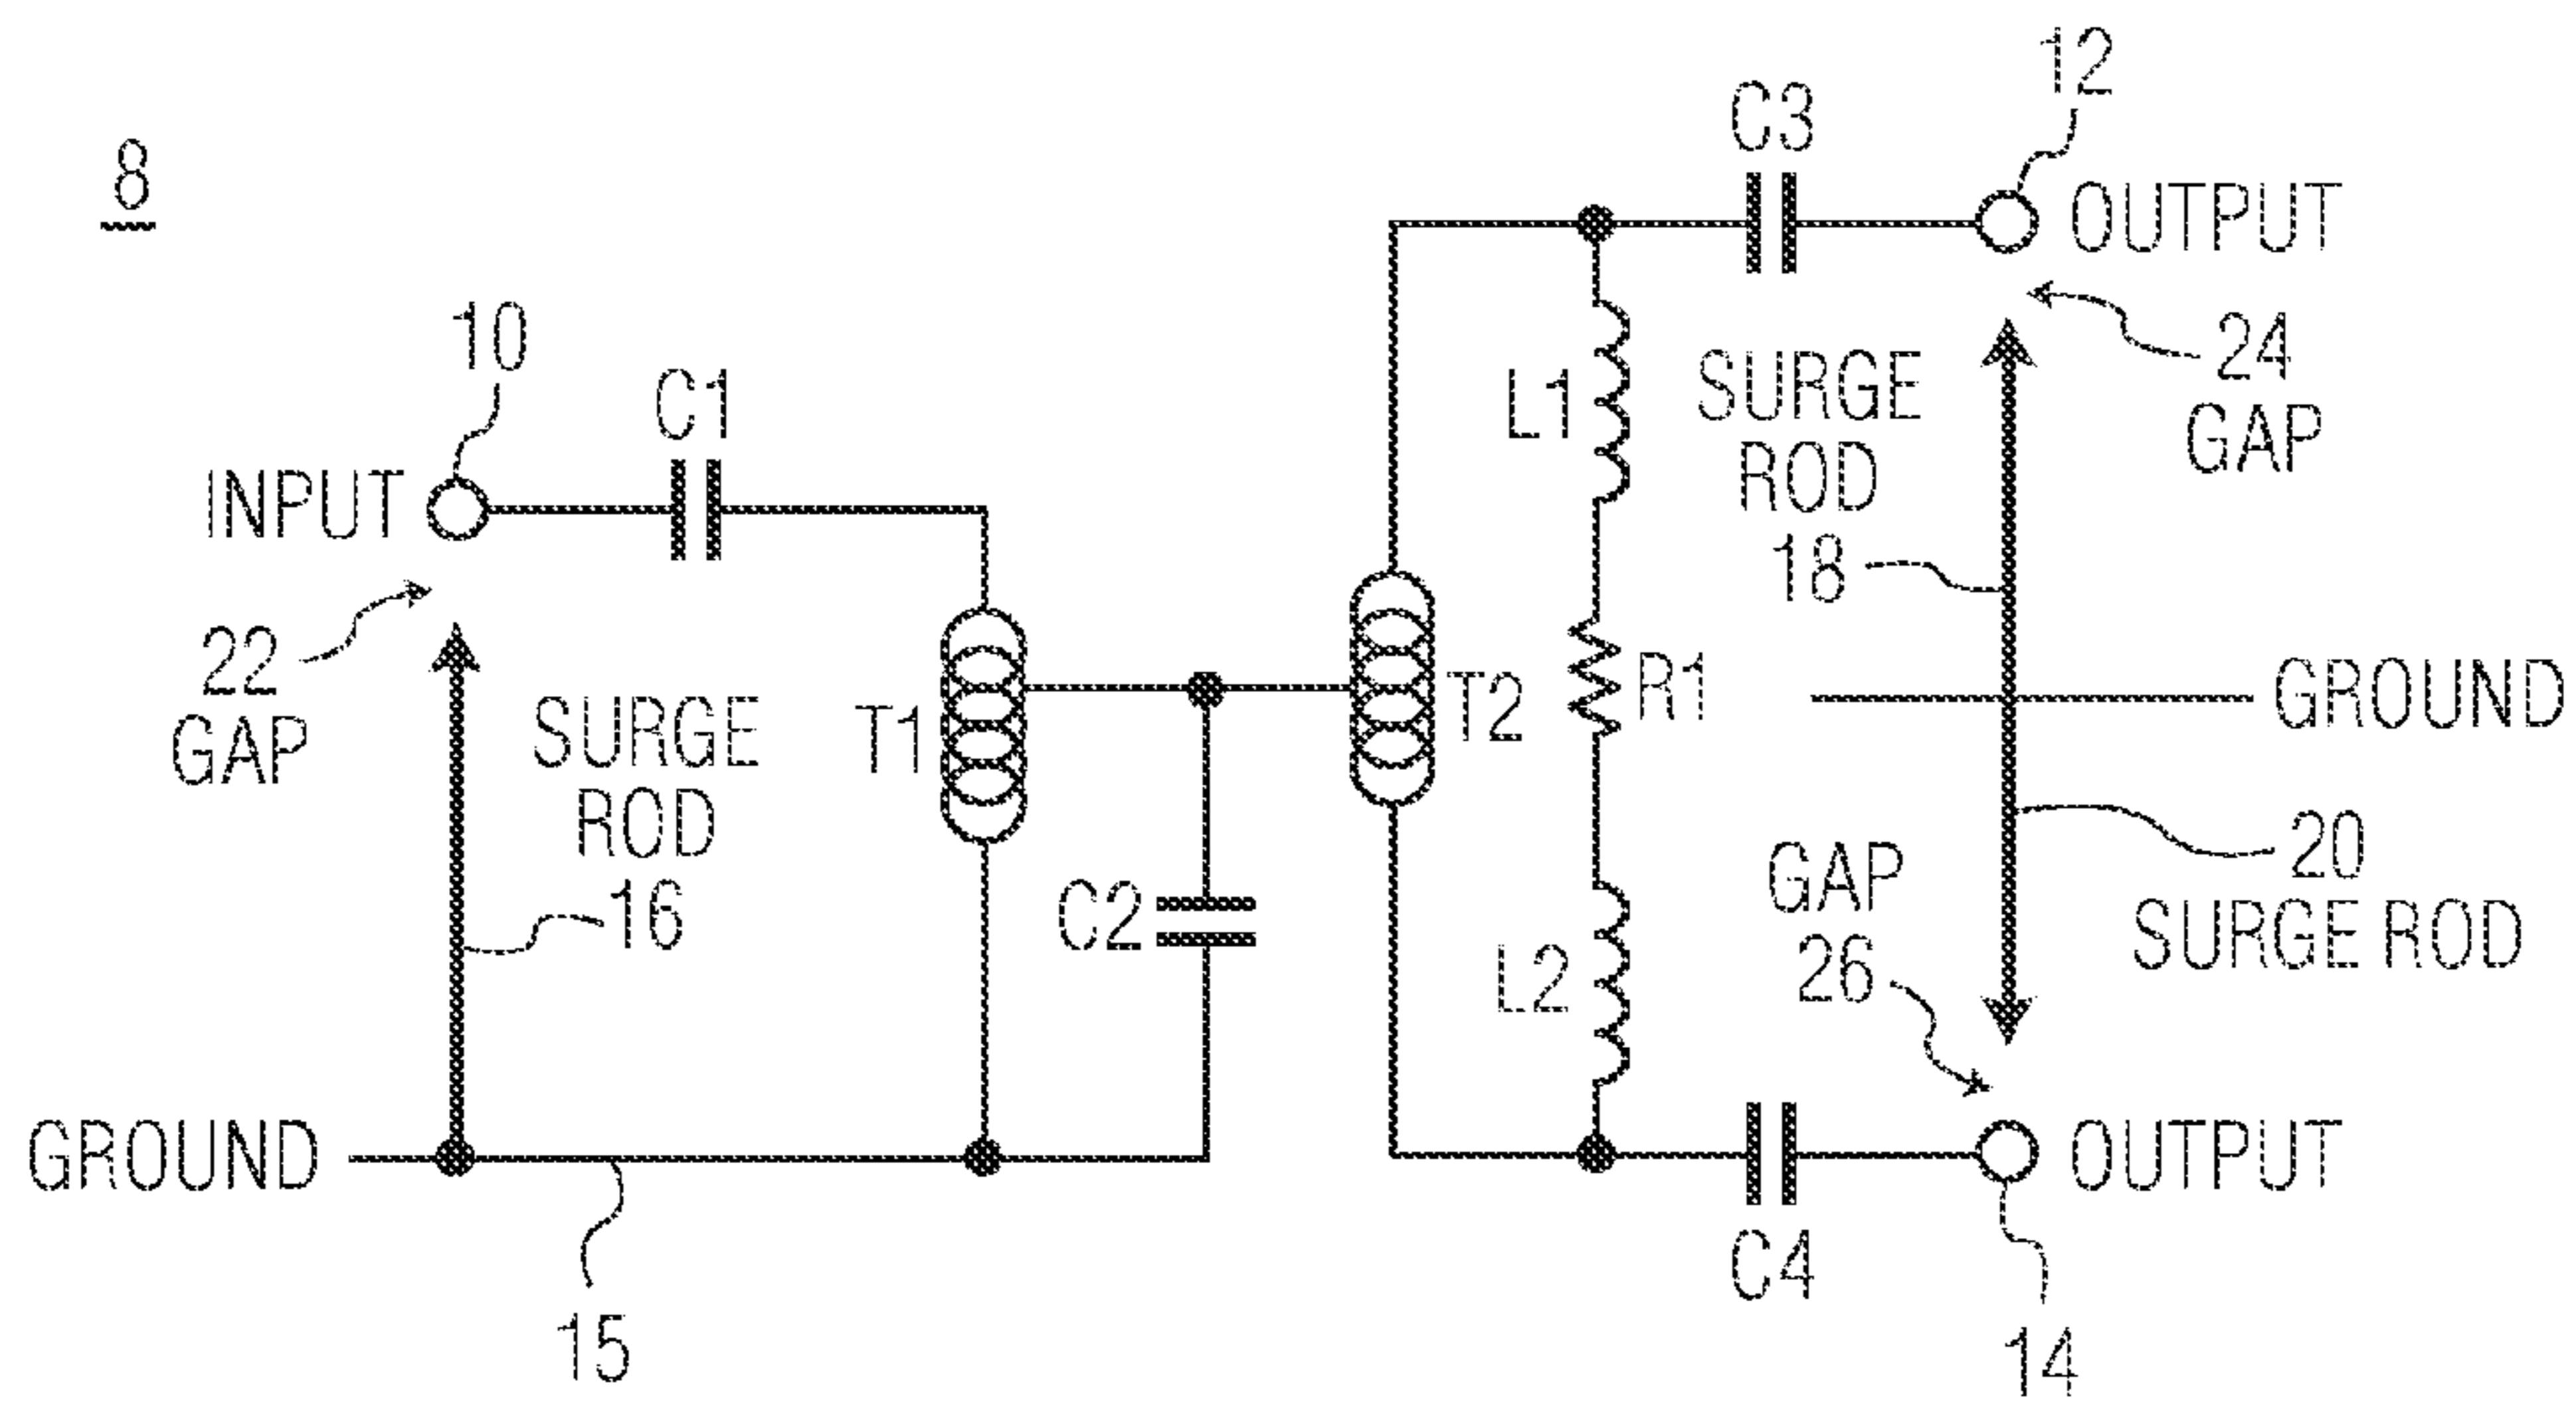 8
12
C3
OUTPUT
10
C1
INPUT
22
GAP
SURGE
ROD
16
T1
C2
T2
L1
R1
L2
SURGE
ROD
18
24
GAP
GROUND
20
SURGE ROD
GAP
26
GROUND
15
OUTPUT
C4
14